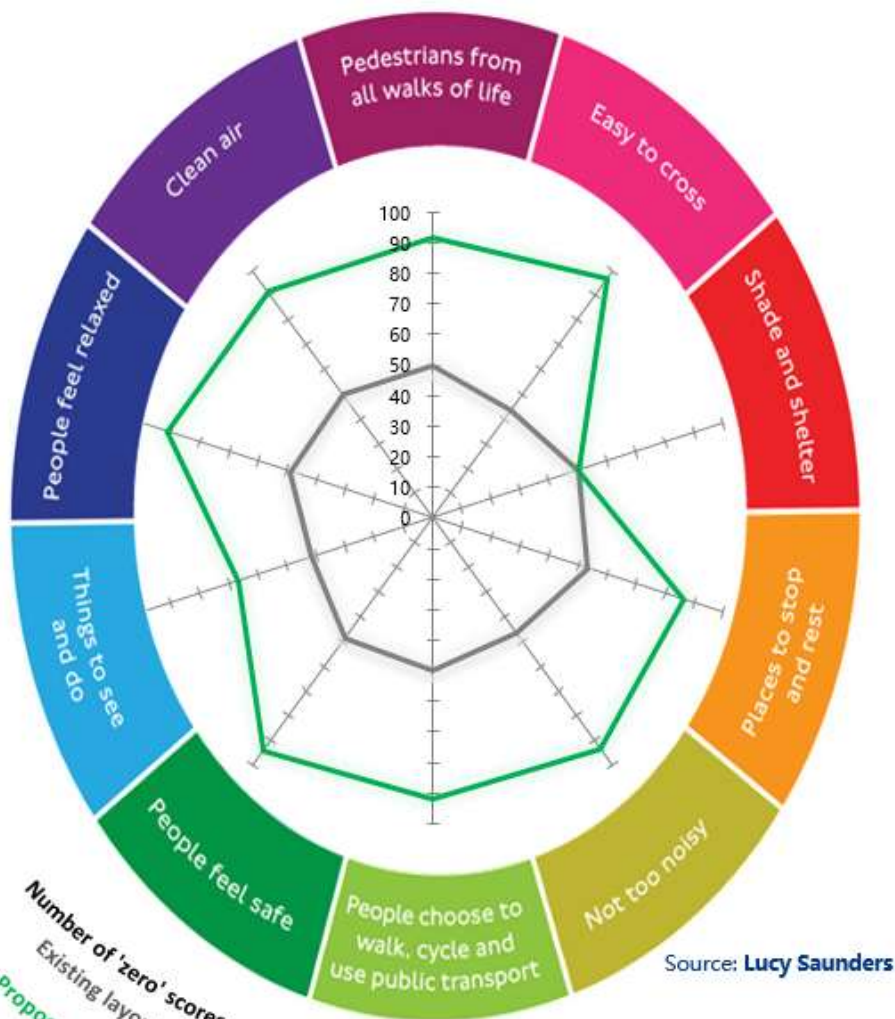 Pedestrians from
all walks of life
Easy to cross
Shade and shelter
Places to stop
and rest
Not too noisy
People choose to
walk, cycle and
use public transport
People feel safe
Things to see
and do
People feel relaxed
Clean air
100
90
80
70
60
50
40
30
20
10
0
Number of 'zero' scores
Existing
Source: Lucy Saunders